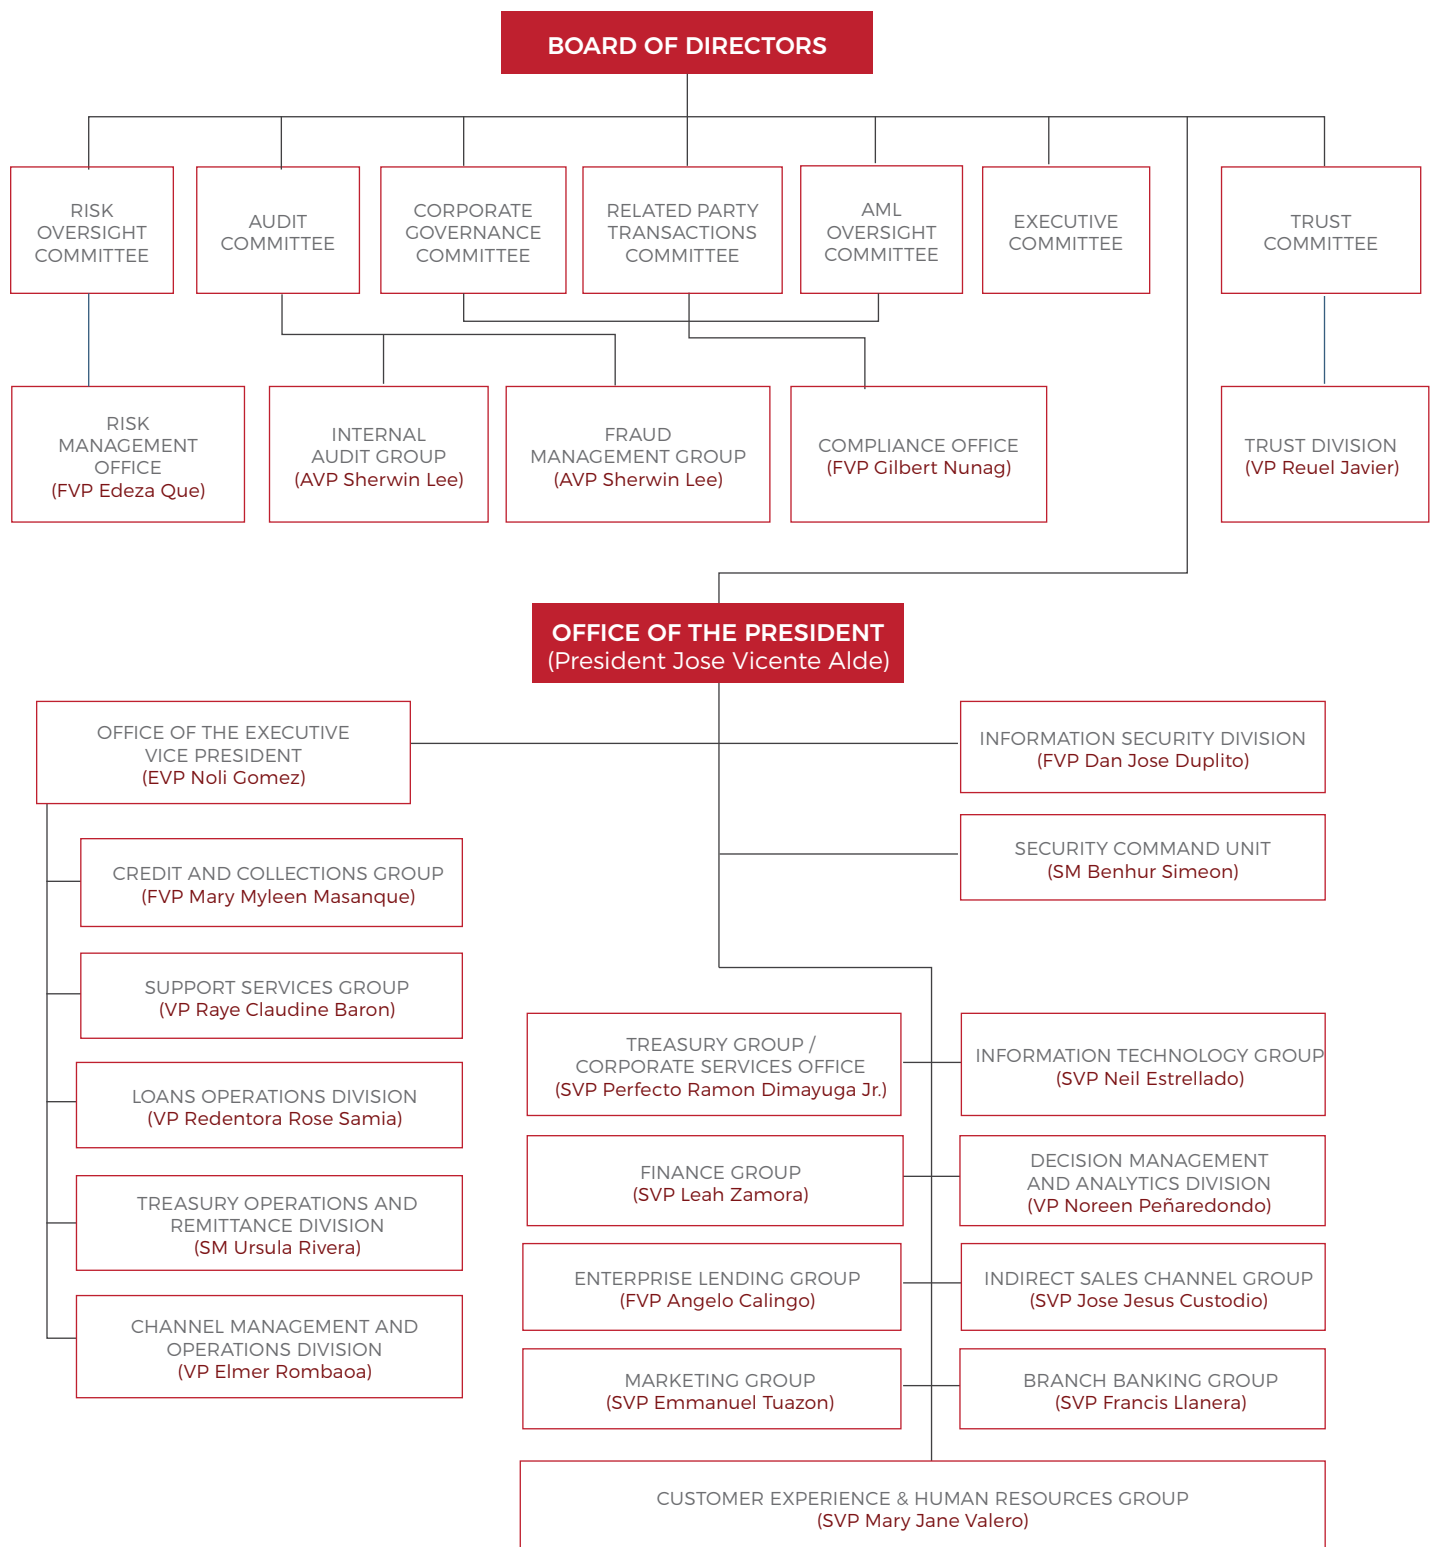 BOARD OF DIRECTORS
RISK
OVERSIGHT
COMMITTEE
AUDIT
COMMITTEE
CORPORATE
GOVERNANCE
COMMITTEE
RELATED PARTY
TRANSACTIONS
COMMITTEE
AML
OVERSIGHT
COMMITTEE
EXECUTIVE
COMMITTEE
TRUST
COMMITTEE
RISK
MANAGEMENT
OFFICE
(FVP Edeza Que)
INTERNAL
AUDIT GROUP
(AVP Sherwin Lee)
FRAUD
MANAGEMENT GROUP
(AVP Sherwin Lee)
COMPLIANCE OFFICE
(FVP Gilbert Nunag)
TRUST DIVISION
(VP Reuel Javier)
OFFICE OF THE PRESIDENT
(President Jose Vicente Alde)
OFFICE OF THE EXECUTIVE
VICE PRESIDENT
(EVP Noli Gomez)
INFORMATION SECURITY DIVISION
(FVP Dan Jose Duplito)
SECURITY COMMAND UNIT
(SM Benhur Simeon)
CREDIT AND COLLECTIONS GROUP
(FVP Mary Myleen Masanque)
SUPPORT SERVICES GROUP
(VP Raye Claudine Baron)
LOANS OPERATIONS DIVISION
(VP Redentora Rose Samia)
TREASURY OPERATIONS AND
REMITTANCE DIVISION
(SM Ursula Rivera)
CHANNEL MANAGEMENT AND
OPERATIONS DIVISION
(VP Elmer Rombaoa)
TREASURY GROUP /
CORPORATE SERVICES OFFICE
(SVP Perfecto Ramon Dimayuga Jr.)
INFORMATION TECHNOLOGY GROUP
(SVP Neil Estrellado)
FINANCE GROUP
(SVP Leah Zamora)
DECISION MANAGEMENT
AND ANALYTICS DIVISION
(VP Noreen Peñaredondo)
ENTERPRISE LENDING GROUP
(FVP Angelo Calingo)
INDIRECT SALES CHANNEL GROUP
(SVP Jose Jesus Custodio)
MARKETING GROUP
(SVP Emmanuel Tuazon)
BRANCH BANKING GROUP
(SVP Francis Llanera)
CUSTOMER EXPERIENCE & HUMAN RESOURCES GROUP
(SVP Mary Jane Valero)